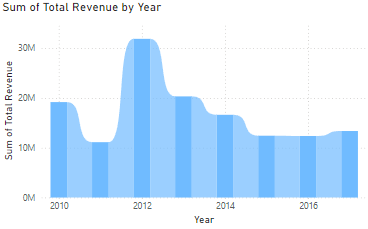 Sum of Total Revenue by Year
Sum of Total Revenue
30M
20M
10M
0M
2010 2012 2014 2016
Year